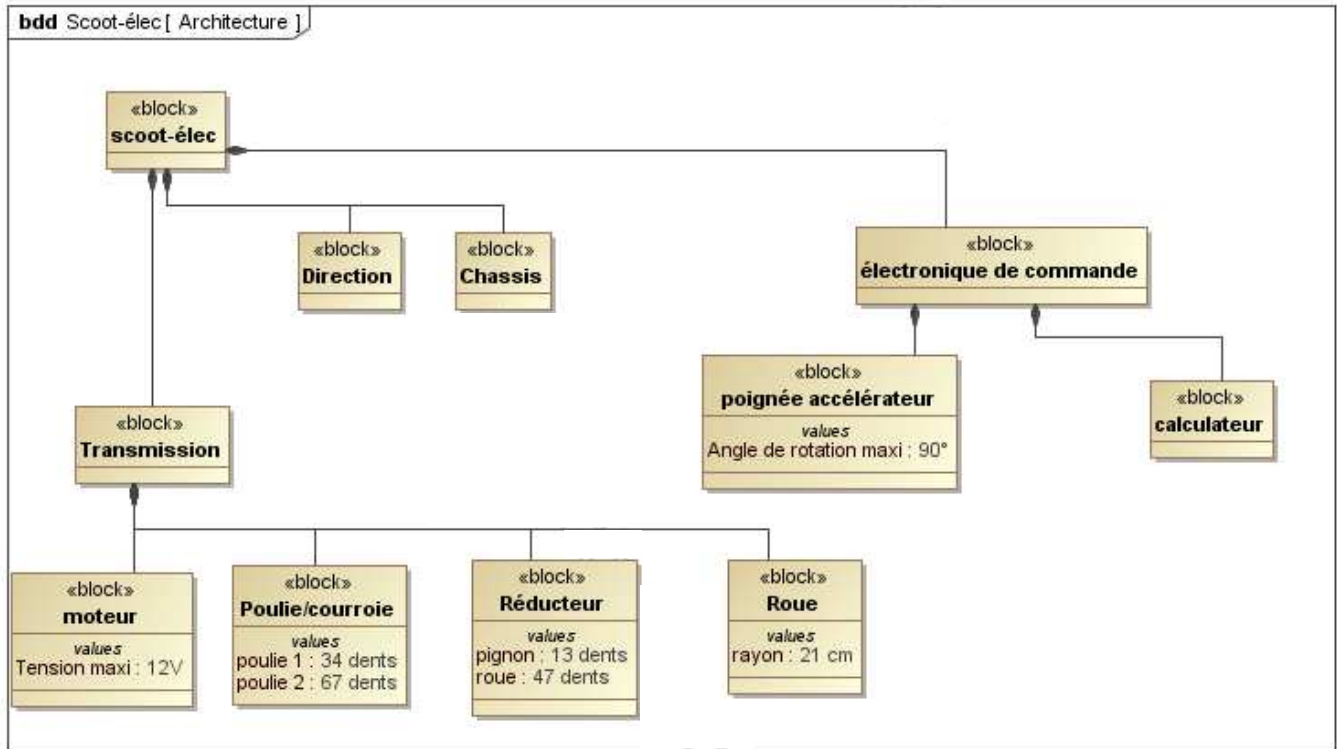 bdd Scoot-élec [ Architecture ]
«block»
scoot-élec
«block»
Direction
«block»
Chassis
«block»
électronique de commande
«block»
poignée accélérateur
values
Angle de rotation maxi : 90°
«block»
calculateur
«block»
Transmission
«block»
moteur
values
Tension maxi : 12V
«block»
Poulie/courroie
values
poulie 1 : 34 dents
poulie 2 : 67 dents
«block»
Réducteur
values
pignon : 13 dents
roue : 47 dents
«block»
Roue
values
rayon : 21 cm